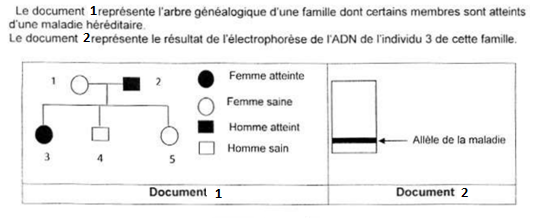 Le document 1représente l'arbre généalogique d'une famille dont certains membres sont atteints
d'une maladie héréditaire.
Le document 2représente le résultat de l'électrophorèse de l'ADN de l'individu 3 de cette famille.
1
2
Femme atteinte
Femme saine
Homme atteint
Homme sain
3
4
5
Allèle de la maladie
Document 1
Document 2